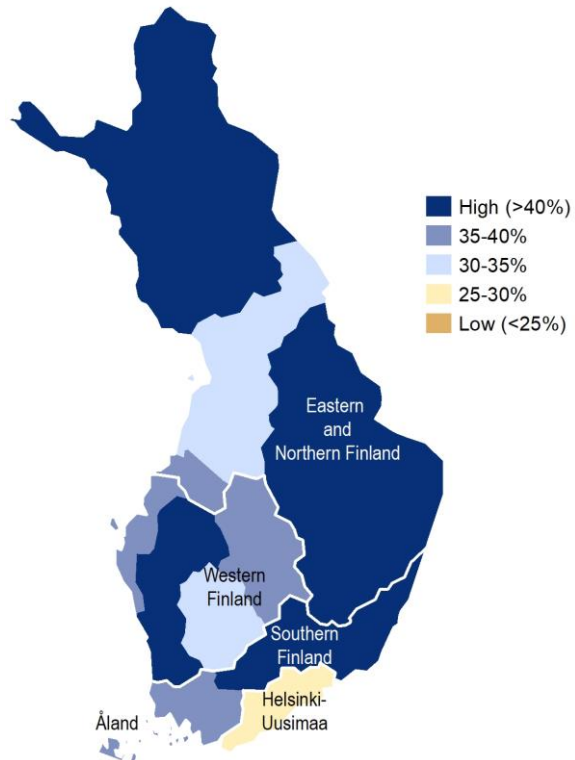 High (>40%)
35-40%
30-35%
25-30%
Low (<25%)
Eastern
and
Northern Finland
Western
Finland
Southern
Finland
Helsinki-
Uusimaa
Åland